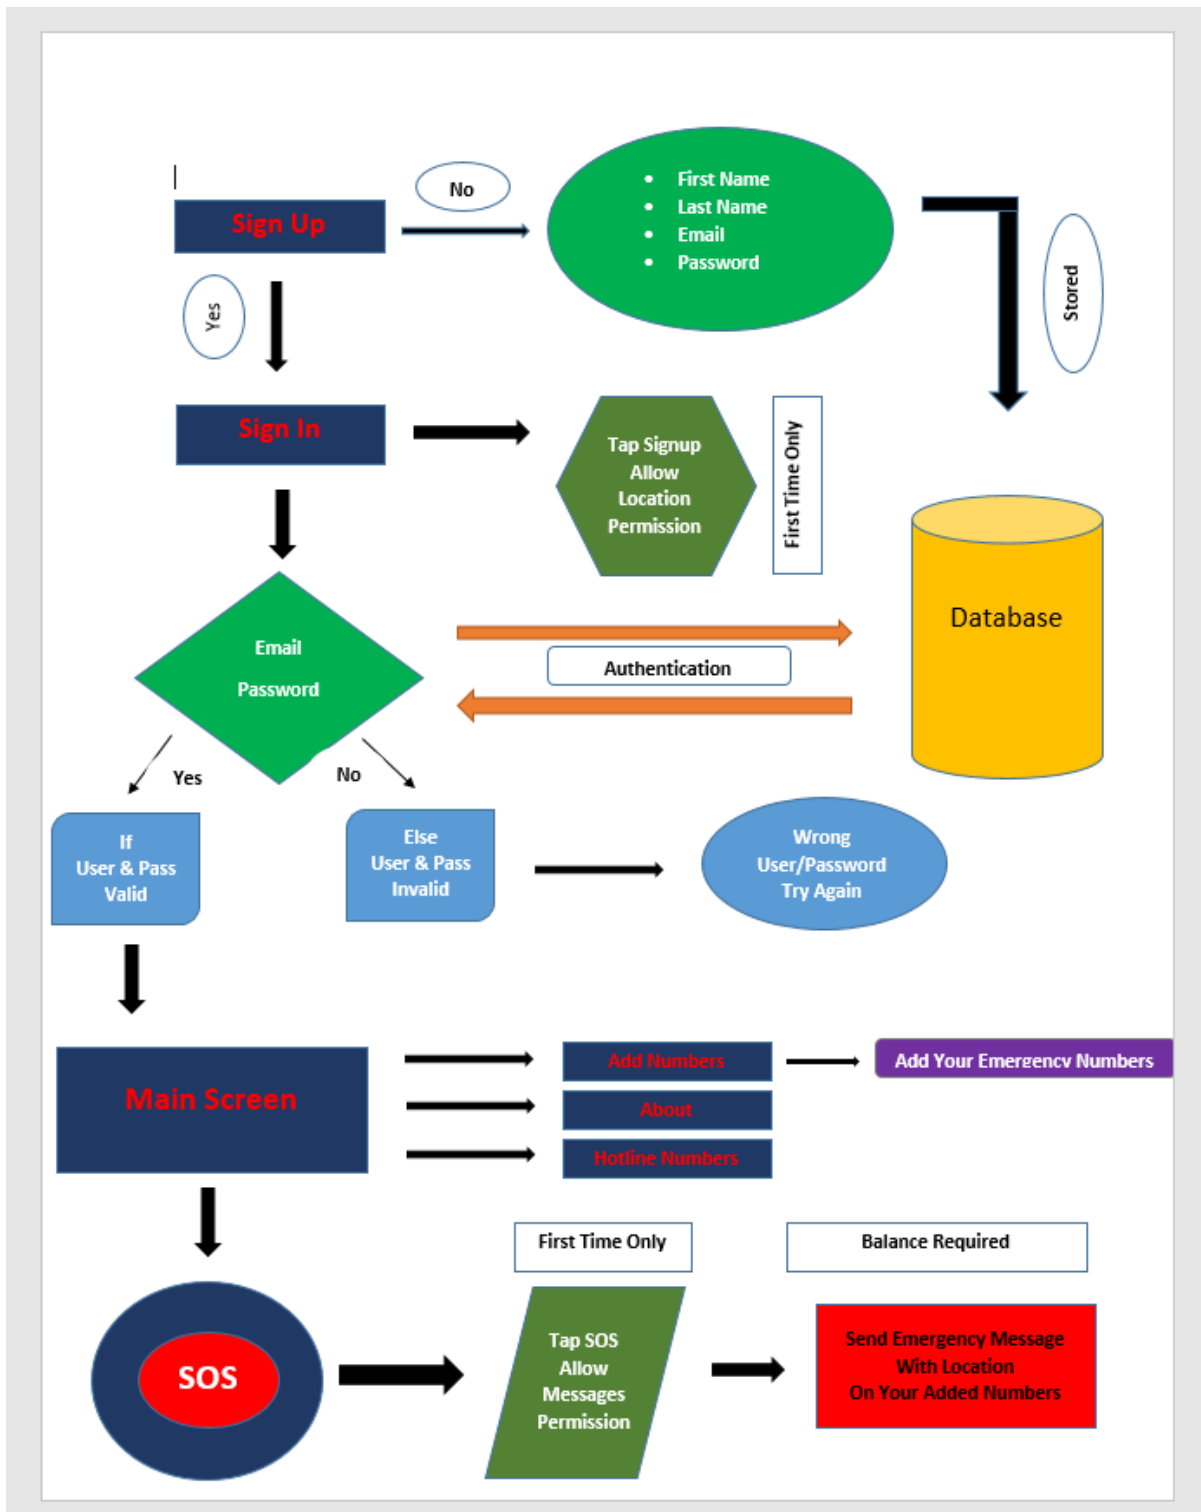 No
• First Name
• Last Name
• Email
• Password
Sign Up
Yes
Stored
Sign In
Tap Signup
Allow
Location
Permission
First Time Only
Database
Email
Password
Authentication
Yes
No
If
User & Pass
Valid
Else
User & Pass
Invalid
Wrong
User/Password
Try Again
Main Screen
Add Numbers
Add Your Emergency Numbers
About
Hotline Numbers
First Time Only
Balance Required
SOS
Tap SOS
Allow
Messages
Permission
Send Emergency Message
With Location
On Your Added Numbers